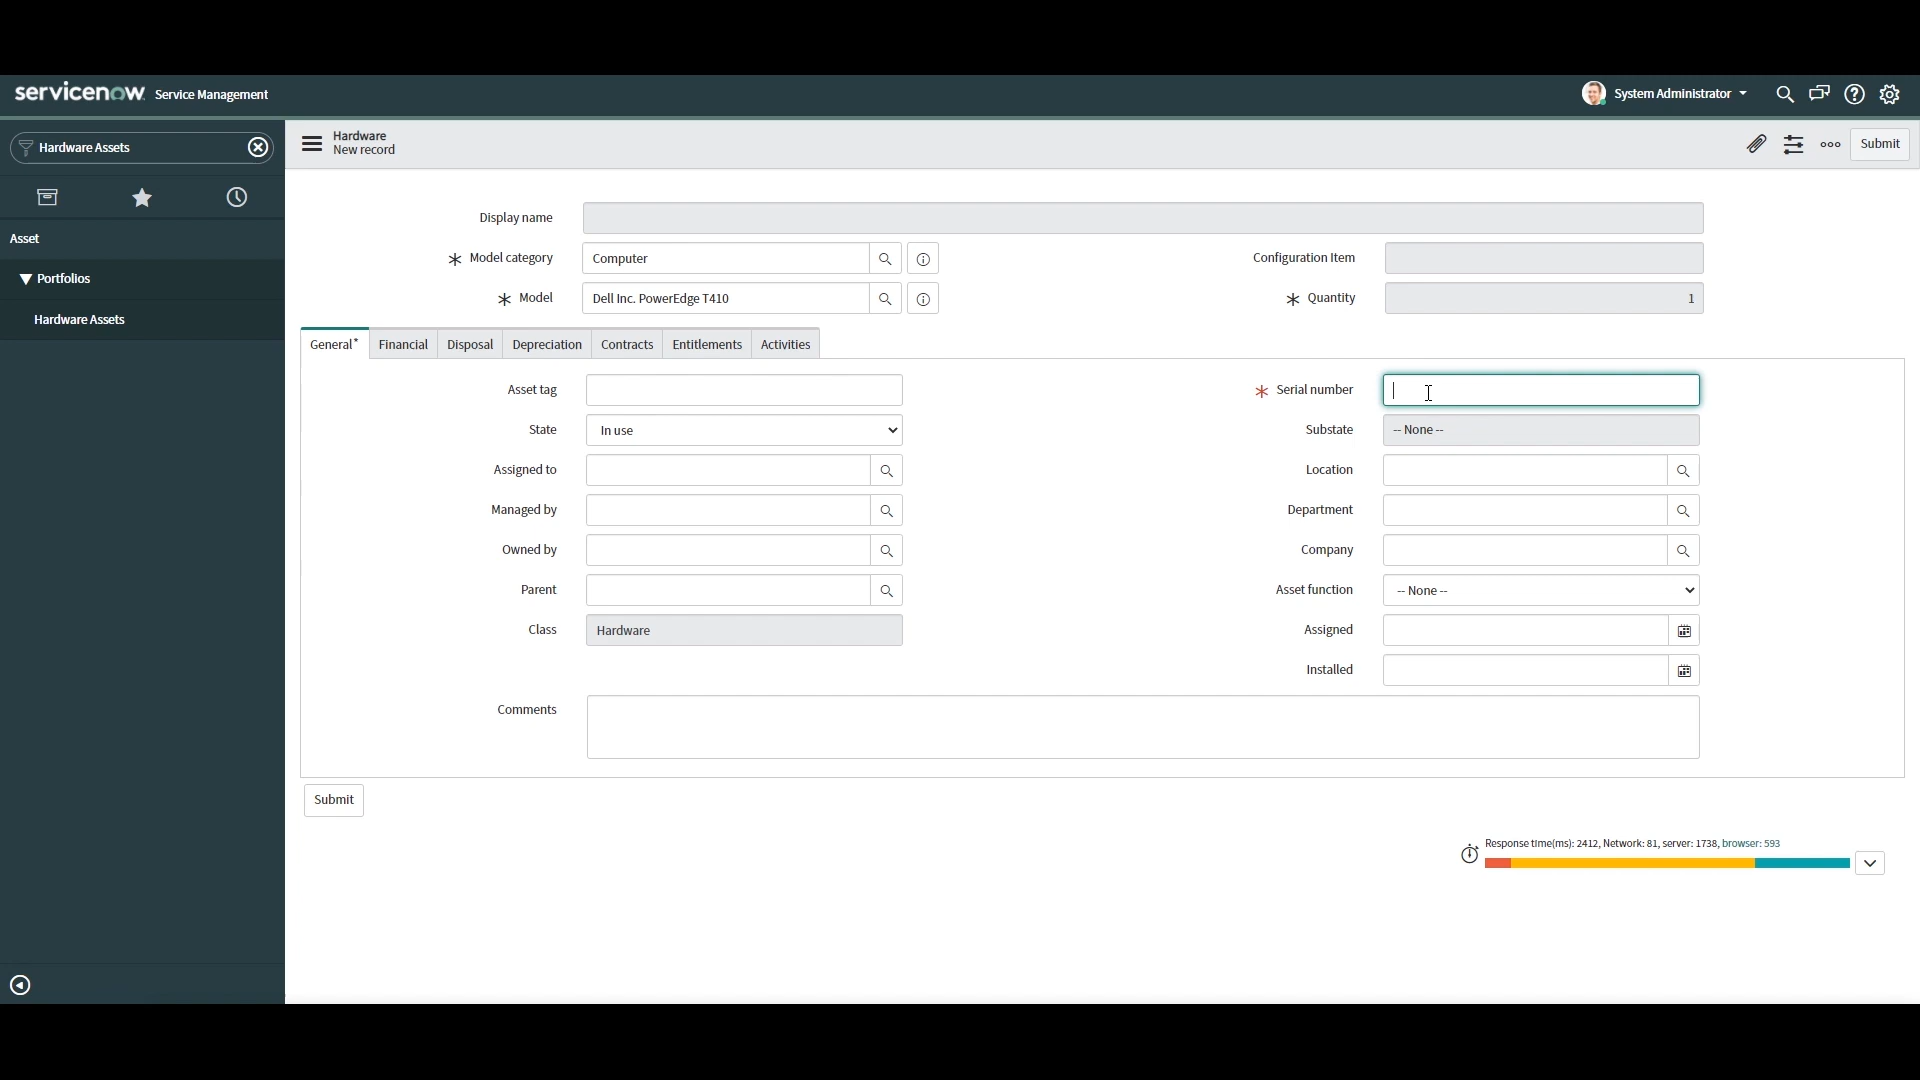 servicenow Service Management
System Administrator
Hardware Assets
Hardware
New record
Submit
Asset
Portfolios
Hardware Assets
Display name
Model category Computer
Configuration Item
Model Dell Inc. PowerEdge T410
Quantity 1
General* Financial Disposal Depreciation Contracts Entitlements Activities
Asset tag
Serial number
State In use
Substate -- None --
Assigned to
Location
Managed by
Department
Owned by
Company
Parent
Asset function -- None --
Class Hardware
Assigned
Installed
Comments
Submit
Response time(ms): 2412, Network: 81, server: 1738, browser: 593